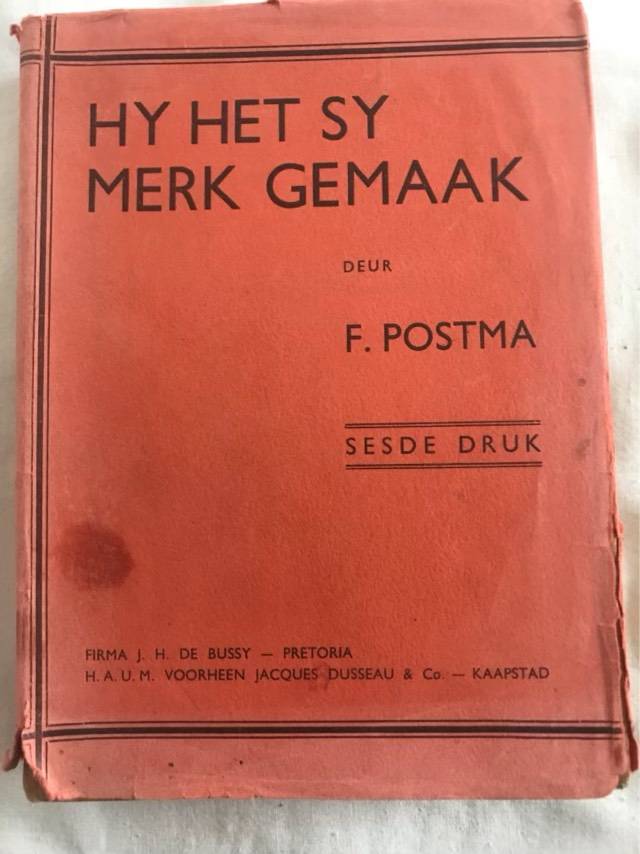 HY HET SY
MERK GEMAAK
DEUR
F. POSTMA
SESDE DRUK
FIRMA J. H. DE BUSSY — PRETORIA
H. A. U. M. VOORHEEN JACQUES DUSSEAU & Co. — KAAPSTAD